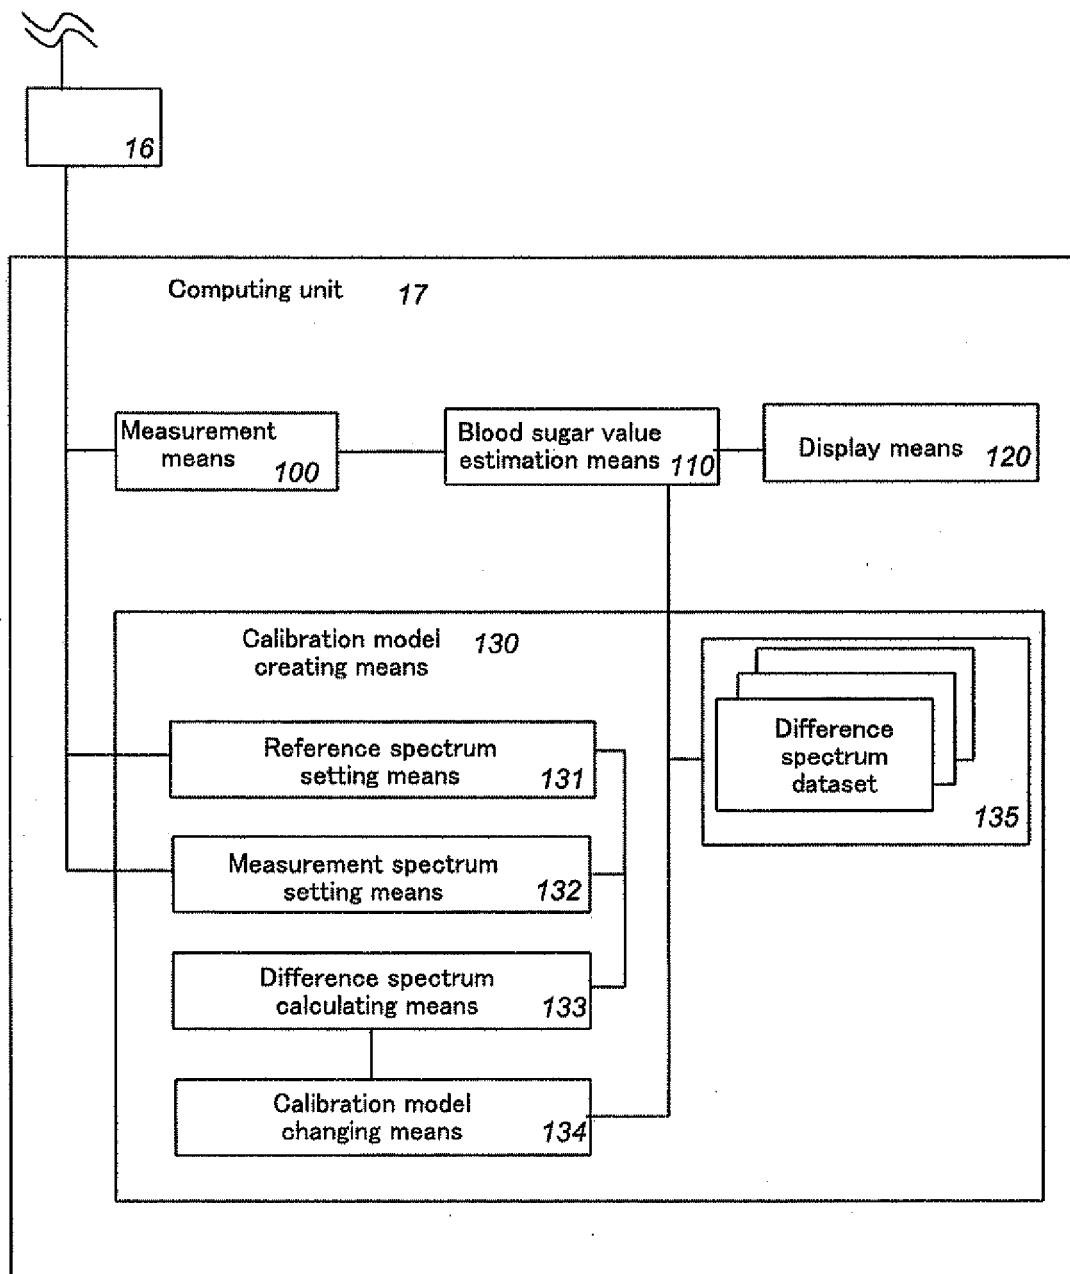 16
Computing unit 17
Measurement
means 100
Blood sugar value
estimation means 110
Display means 120
Calibration model 130
creating means
Reference spectrum
setting means 131
Measurement spectrum
setting means 132
Difference spectrum
calculating means 133
Calibration model
changing means 134
Difference
spectrum
dataset
135